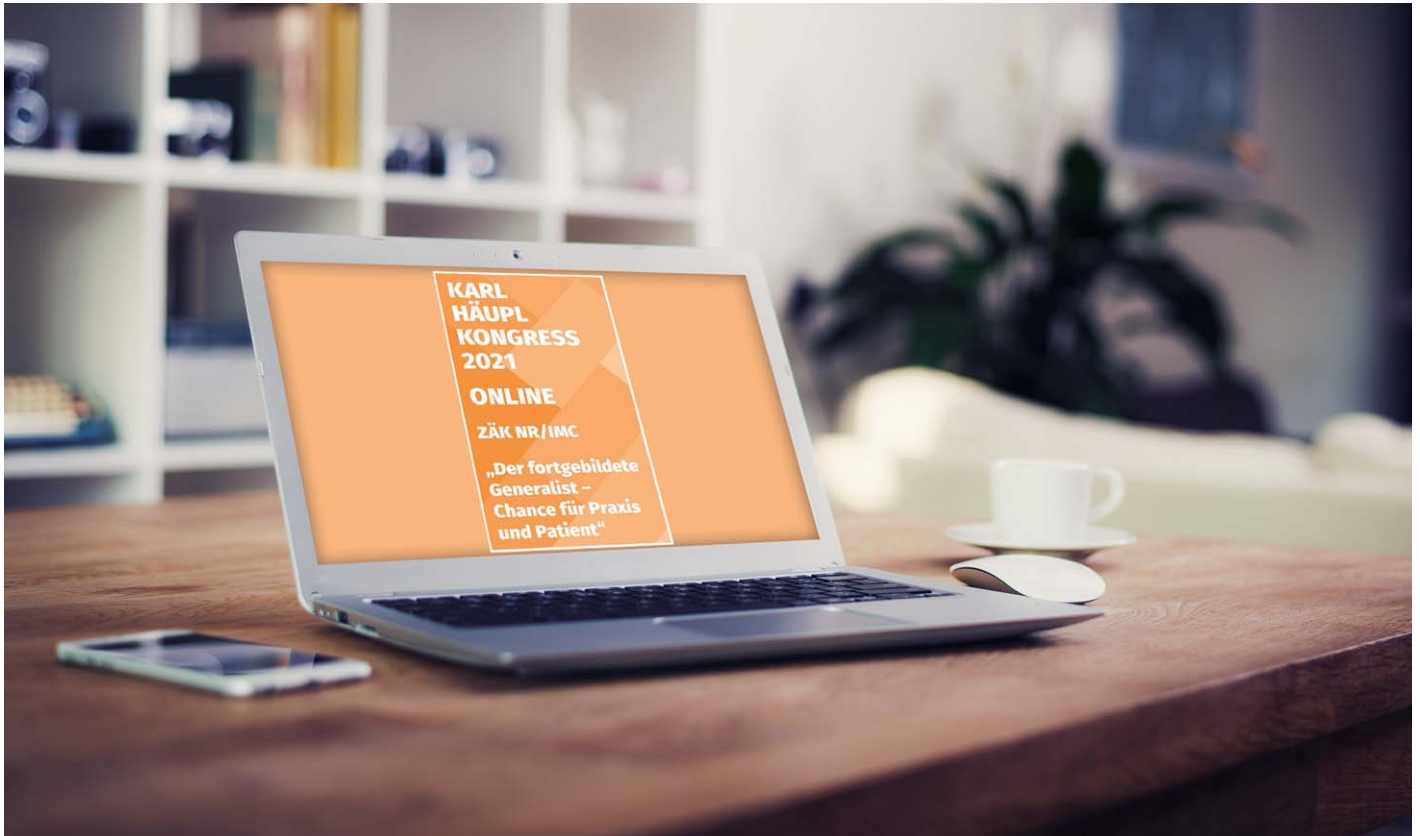 KARL
HÄUPL
KONGRESS
2021
ONLINE
ZÄK NR/IMC
„Der fortgebildete
Generalist –
Chance für Praxis
und Patient“